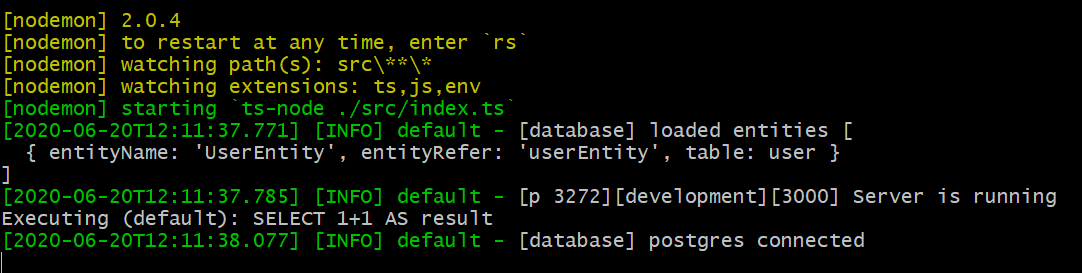 [nodemon] 2.0.4
[nodemon] to restart at any time, enter `rs`
[nodemon] watching path(s): src\**\*
[nodemon] watching extensions: ts,js,env
[nodemon] starting `ts-node ./src/index.ts`
[2020-06-20T12:11:37.771] [INFO] default - [database] loaded entities [
  { entityName: 'UserEntity', entityRefer: 'userEntity', table: user }
]
[2020-06-20T12:11:37.785] [INFO] default - [p 3272][development][3000] Server is running
Executing (default): SELECT 1+1 AS result
[2020-06-20T12:11:38.077] [INFO] default - [database] postgres connected